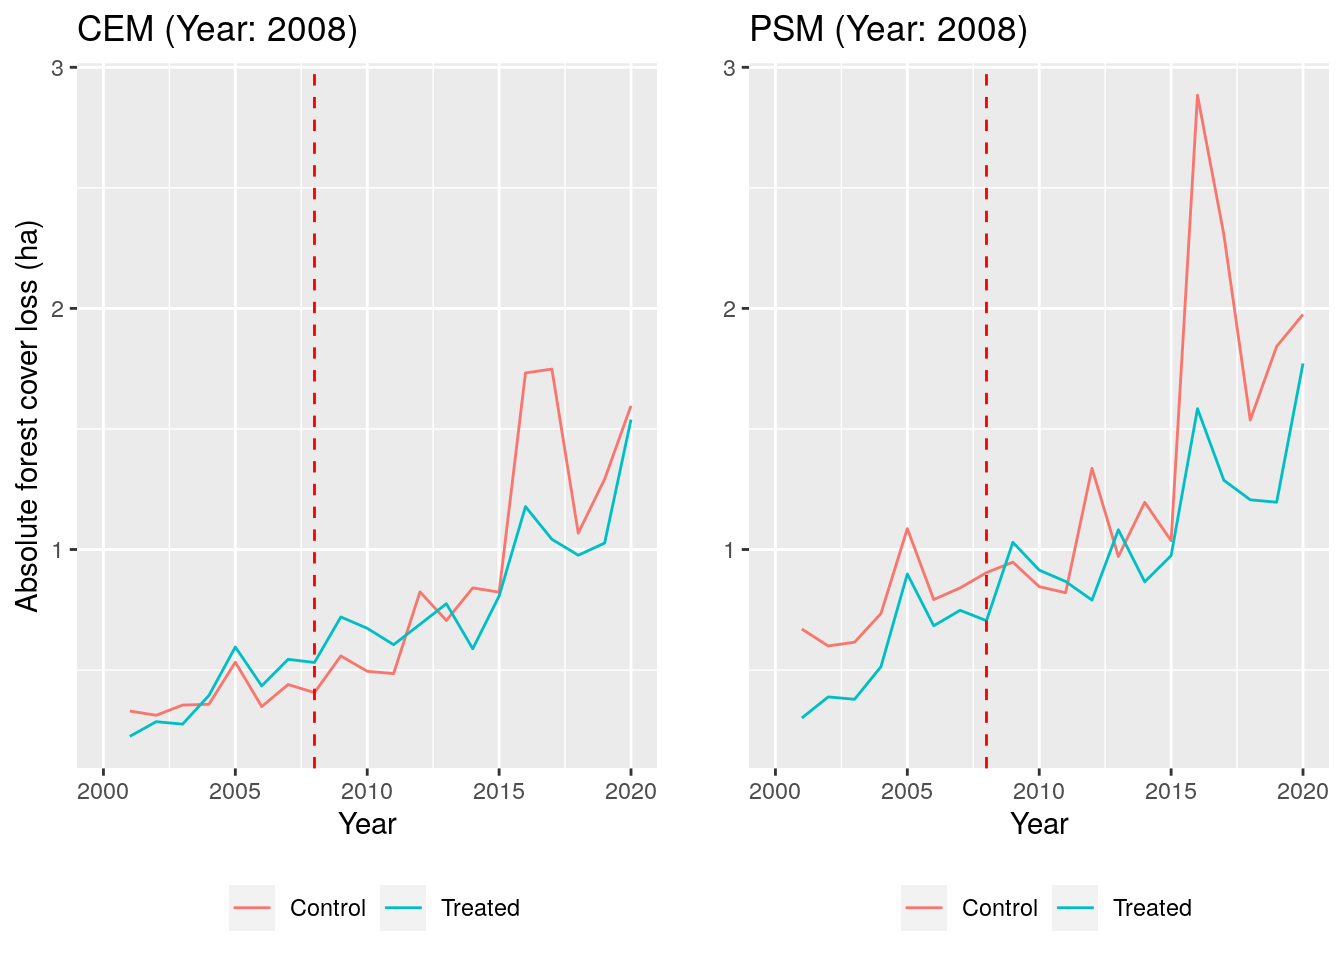 CEM (Year: 2008)
3
2
1
Absolute forest cover loss (ha)
2000 2005 2010 2015 2020
Year
Control Treated
PSM (Year: 2008)
3
2
1
2000 2005 2010 2015 2020
Year
Control Treated